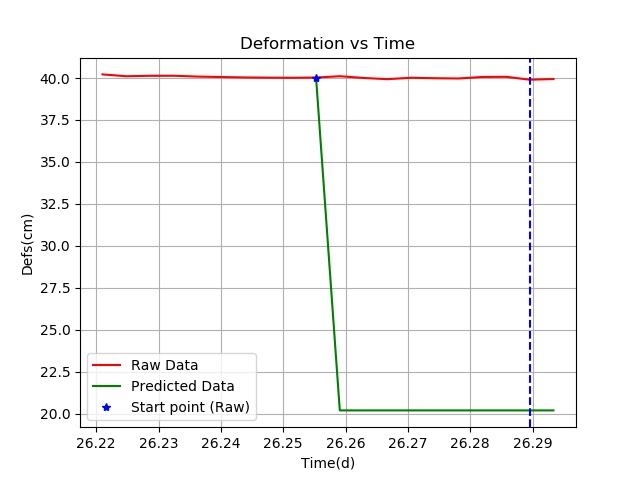 Deformation vs Time
Defs(cm)
40.0
37.5
35.0
32.5
30.0
27.5
25.0
22.5
20.0
Raw Data
Predicted Data
Start point (Raw)
26.22 26.23 26.24 26.25 26.26 26.27 26.28 26.29
Time(d)